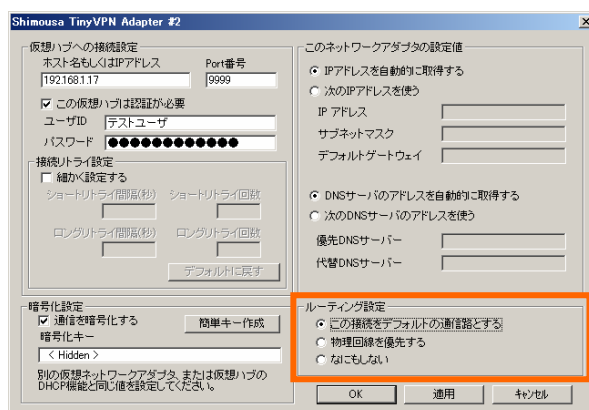 Shimousa TinyVPN Adapter #2
仮想ハブへの接続設定
ホスト名もしくはIPアドレス
Port番号
192.168.1.17
9999
この仮想ハブは認証が必要
ユーザID
テストユーザ
パスワード
●●●●●●●●●●●●
接続リトライ設定
細かく設定する
ショートリトライ間隔(秒)
ショートリトライ回数
ロングリトライ間隔(秒)
ロングリトライ回数
デフォルトに戻す
暗号化設定
通信を暗号化する
簡単キー作成
暗号化キー
< Hidden >
別の仮想ネットワークアダプタ、または仮想ハブの
DHCP機能と同じ値を設定してください。
このネットワークアダプタの設定値
IPアドレスを自動的に取得する
次のIPアドレスを使う
IP アドレス
サブネットマスク
デフォルトゲートウェイ
DNSサーバのアドレスを自動的に取得する
次のDNSサーバのアドレスを使う
優先DNSサーバー
代替DNSサーバー
ルーティング設定
この接続をデフォルトの通信路とする
物理回線を優先する
なにもしない
OK
適用
キャンセル